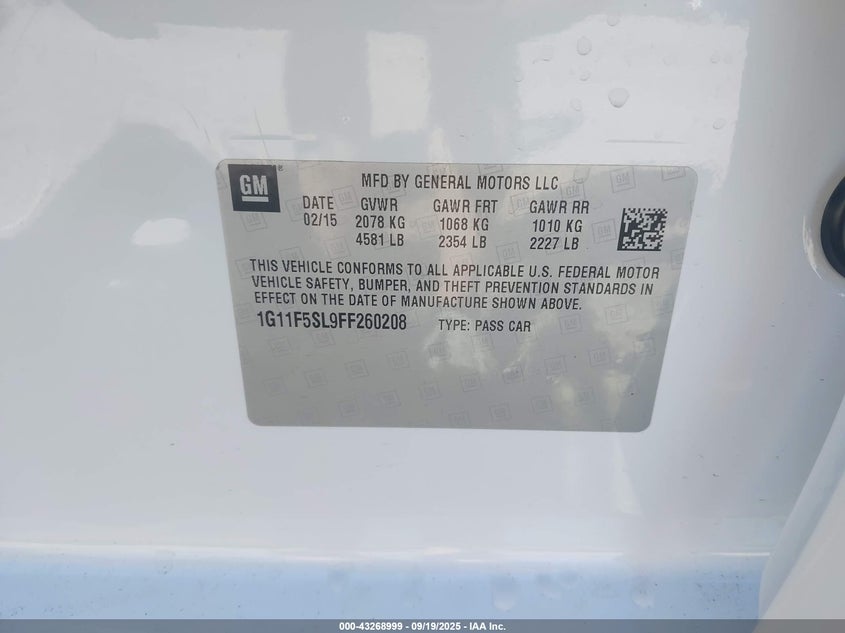 GM ®
MFD BY GENERAL MOTORS LLC
DATE GVWR GAWR FRT GAWR RR
02/15 2078 KG 1068 KG 1010 KG
4581 LB 2354 LB 2227 LB
THIS VEHICLE CONFORMS TO ALL APPLICABLE U.S. FEDERAL MOTOR
VEHICLE SAFETY, BUMPER, AND THEFT PREVENTION STANDARDS IN
EFFECT ON THE DATE OF MANUFACTURE SHOWN ABOVE.
1G11F5SL9FF260208 TYPE: PASS CAR
000-43268999 - 09/19/2025 - IAA Inc.